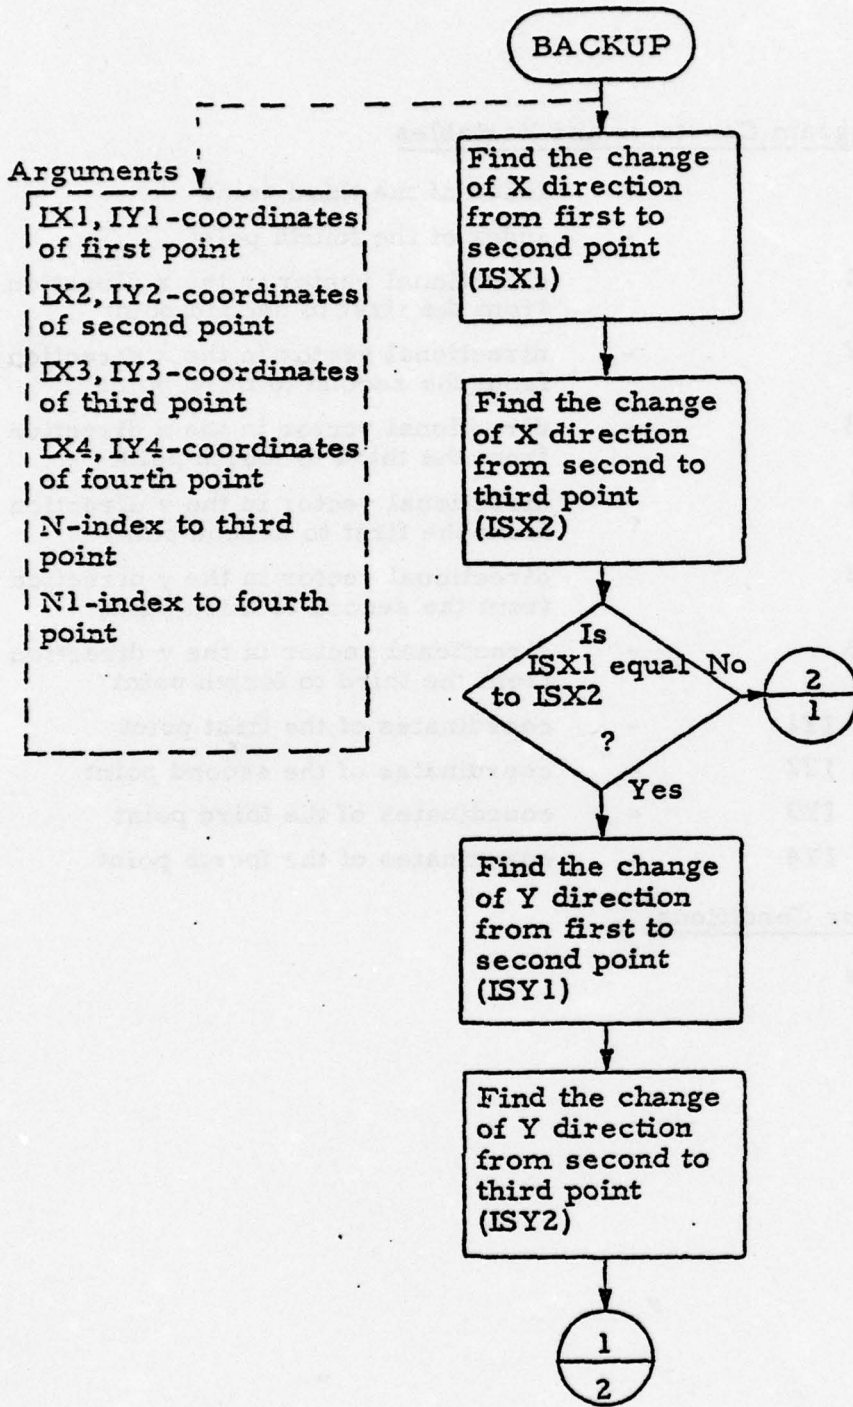 BACKUP
Arguments
IX1, IY1-coordinates
of first point
IX2, IY2-coordinates
of second point
IX3, IY3-coordinates
of third point
IX4, IY4-coordinates
of fourth point
N-index to third
point
N1-index to fourth
point
Find the change
of X direction
from first to
second point
(ISX1)
Find the change
of X direction
from second to
third point
(ISX2)
Is
ISX1 equal
to ISX2
?
No
2
1
Yes
Find the change
of Y direction
from first to
second point
(ISY1)
Find the change
of Y direction
from second to
third point
(ISY2)
1
2